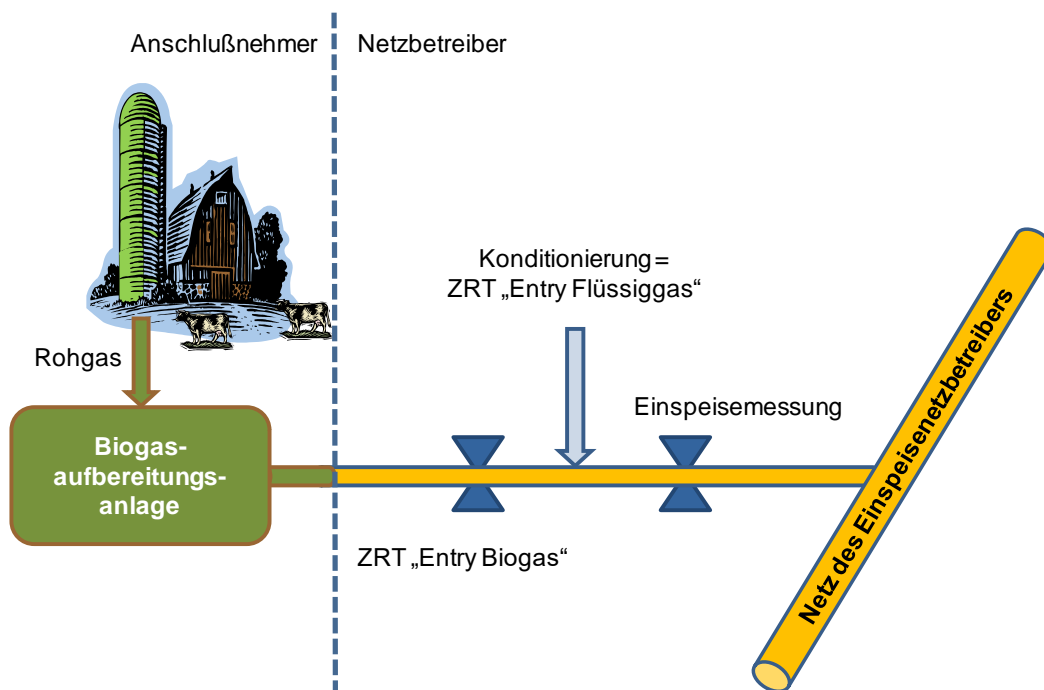 Anschlußnehmer
Netzbetreiber
Konditionierung =
ZRT „Entry Flüssiggas“
Rohgas
Einspeisemessung
Biogas-
aufbereitungs-
anlage
ZRT „Entry Biogas“
Netz des Einspeisenetzbetreibers